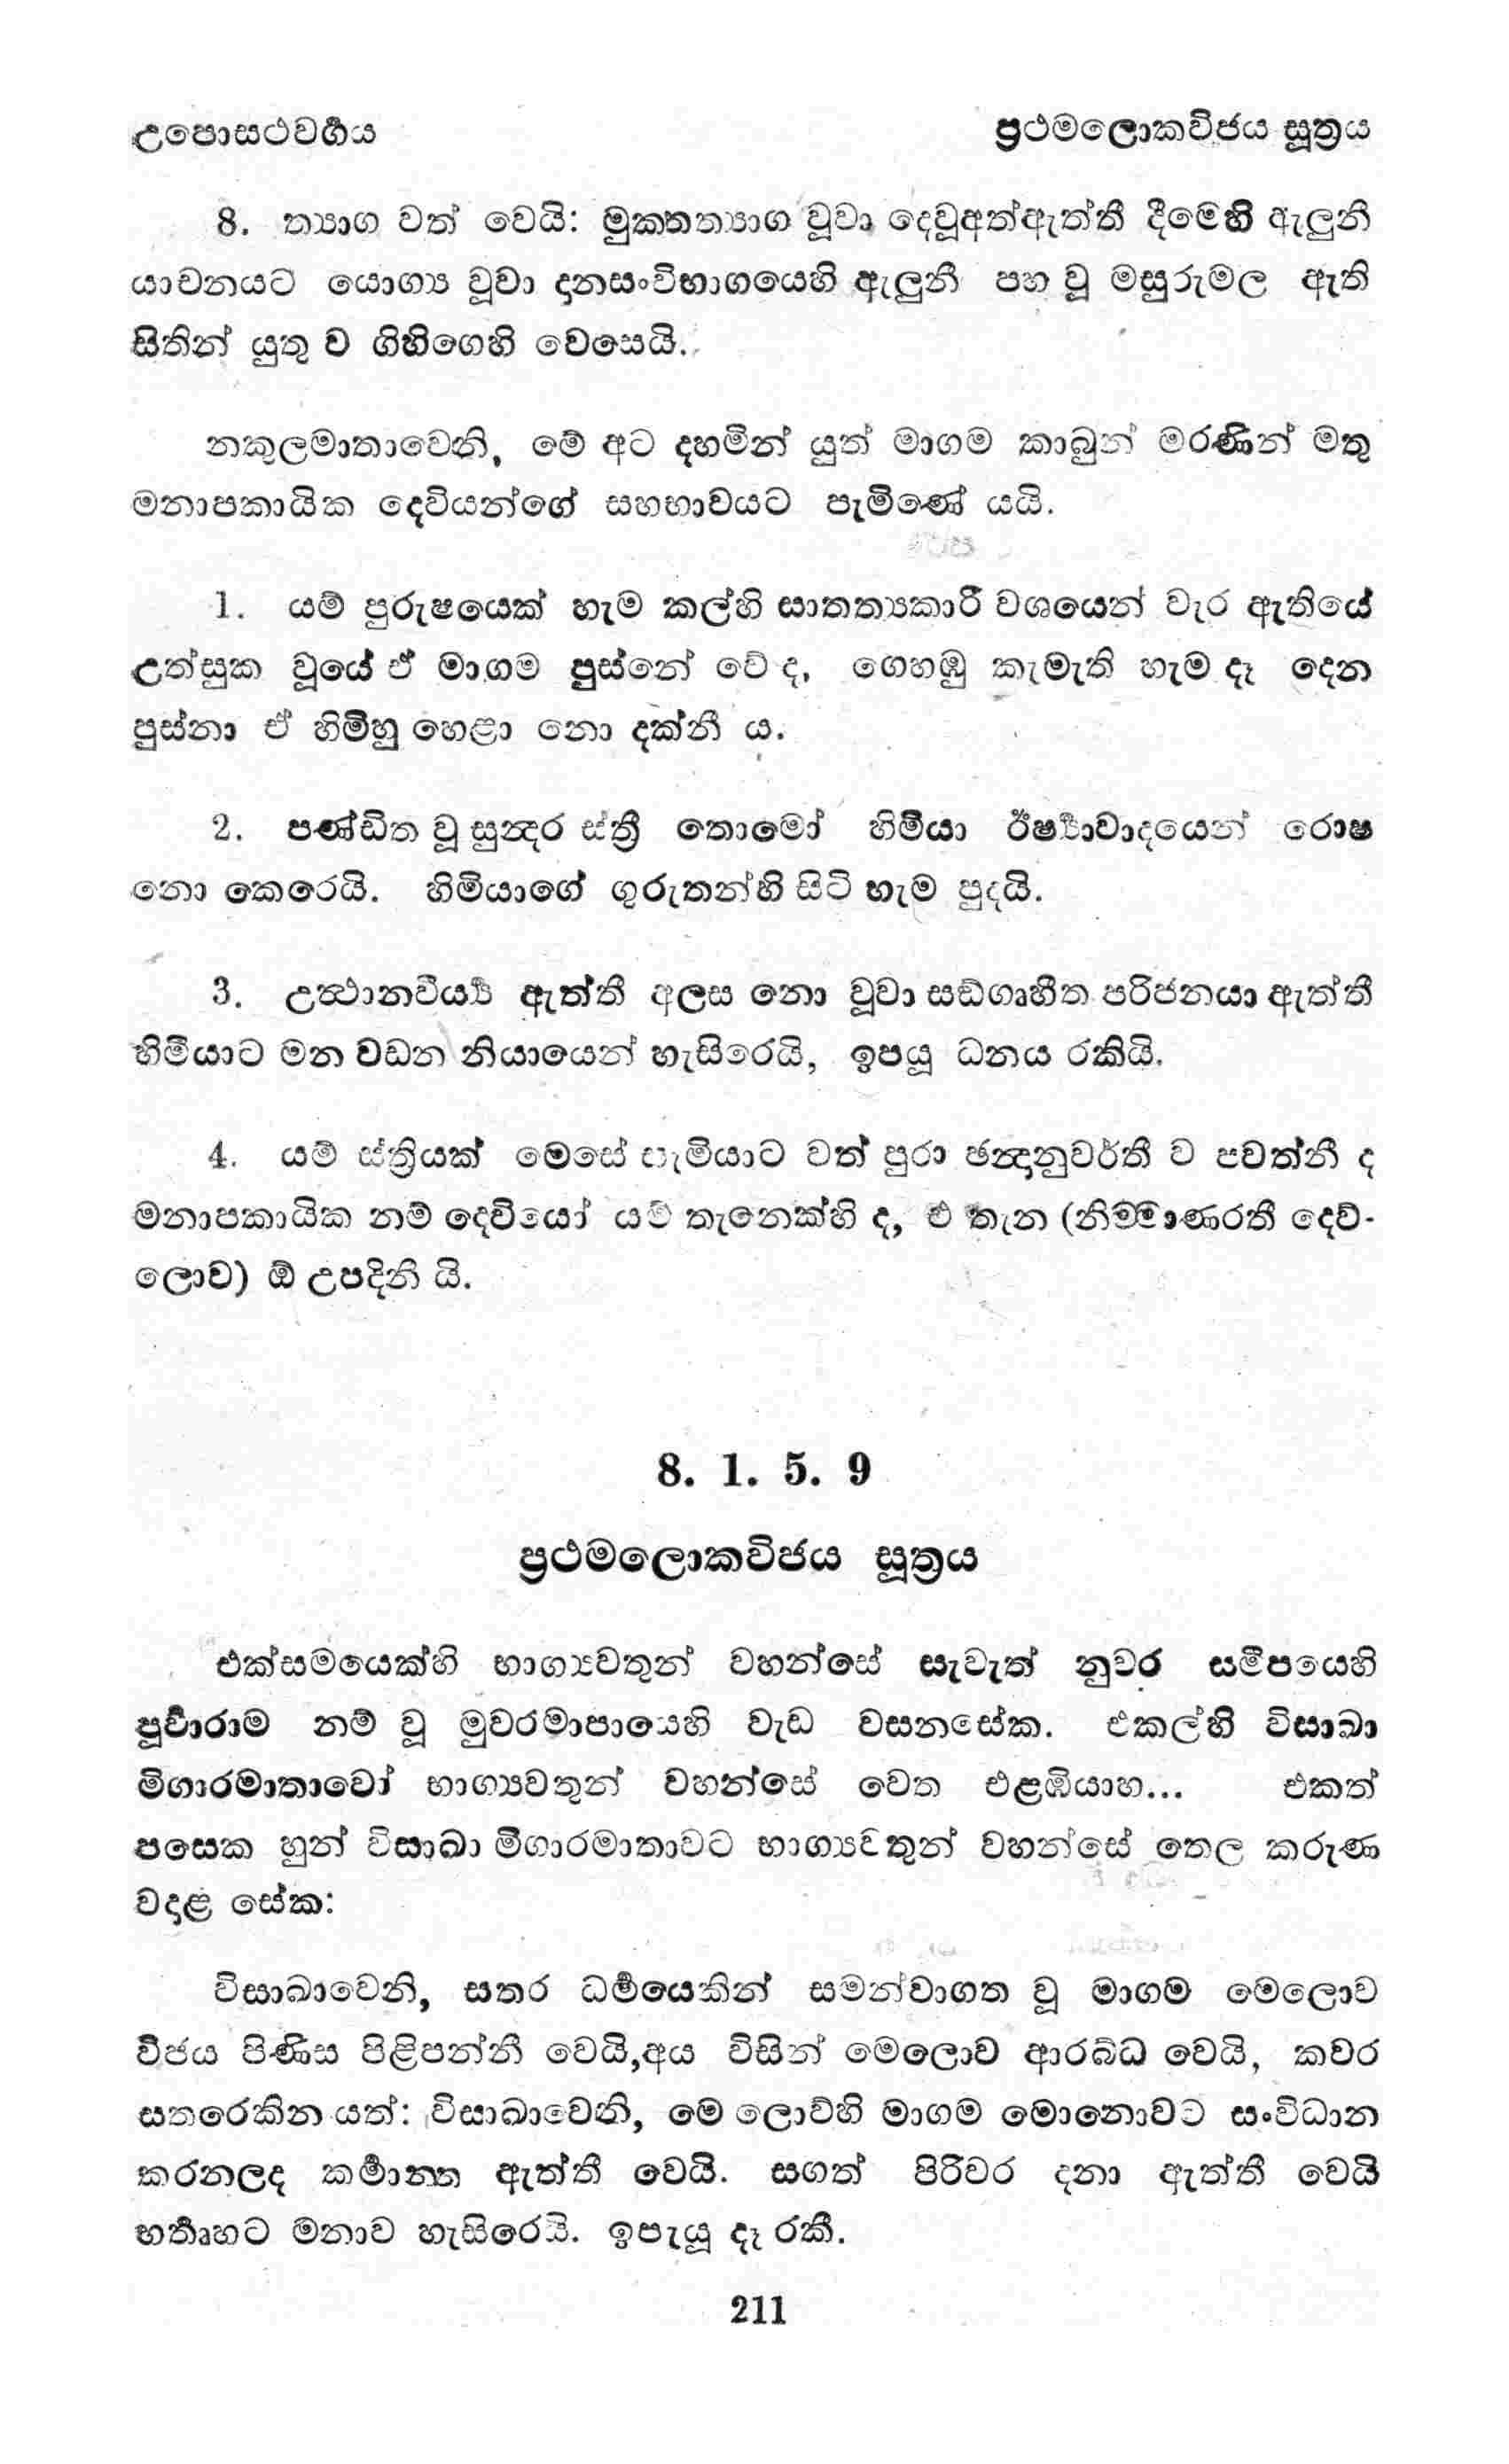 උපොසථවර්‍ගය
ප්‍රථමලොකවිජය සූත්‍රය
8. ත්‍යාග වත් වෙයි: මුක්තත්‍යාග වූවා දෙවූඅත්ඇත්තී දීමෙහි ඇලුනී
යාචනයට යොග්‍ය වූවා දානසංවිභාගයෙහි ඇලුනී පහ වූ මසුරුමල ඇති
සිතින් යුතු ව ගිහිගෙහි වෙසෙයි.
නකුලමාතාවෙනි, මේ අට දහමින් යුත් මාගම කාබුන් මරණින් මතු
මනාපකායික දෙවියන්ගේ සහභාවයට පැමිණේ යයි.
1. යම් පුරුෂයෙක් හැම කල්හි සාතත්‍යකාරී වශයෙන් වැර ඇතියේ
උත්සුක වූයේ ඒ මාගම පුස්නේ වේ ද, ගෙහඹු කැමැති හැම දෑ දෙන
පුස්නා ඒ හිමිහු හෙළා නො දක්නී ය.
2. පණ්ඩිත වූ සුන්‍දර ස්ත්‍රී තොමෝ හිමියා ඊර්‍ෂ්‍යාවාදයෙන් රොෂ
නො කෙරෙයි. හිමියාගේ ගුරුතන්හි සිටි හැම පුදයි.
3. උත්‍ථානවීර්‍ය්‍ය ඇත්තී අලස නො වූවා සඞ්ගෘහීත පරිජනයා ඇත්තී
හිමියාට මන වඩන නියායෙන් හැසිරෙයි, ඉපයූ ධනය රකියි.
4. යම් ස්ත්‍රියක් මෙසේ පැමියාට වත් පුරා ඡන්‍දානුවර්තී ව පවත්නී ද
මනාපකායික නම් දෙවියෝ යම් තැනෙක්හි ද, එ තැන (නිර්‍මාණරතී දෙව්-
ලොව) ඕ උපදිනි යි.
8. 1. 5. 9
ප්‍රථමලොකවිජය සූත්‍රය
එක්සමයෙක්හි භාග්‍යවතුන් වහන්සේ සැවැත් නුවර සමීපයෙහි
පූර්‍වාරාම නම් වූ මුවරමාපායෙහි වැඩ වසනසේක. එකල්හි විසාඛා
මිගාරමාතාවෝ භාග්‍යවතුන් වහන්සේ වෙත එළඹියාහ... එකත්
පසෙක හුන් විසාඛා මිගාරමාතාවට භාග්‍යවතුන් වහන්සේ තෙල කරුණ
වදාළ සේක:
විසාඛාවෙනි, සතර ධර්‍මයෙකින් සමන්වාගත වූ මාගම මෙලොව
විජය පිණිස පිළිපන්නී වෙයි,අය විසින් මෙලොව ආරබ්ධ වෙයි, කවර
සතරෙකින යත්: විසාඛාවෙනි, මෙ ලොව්හි මාගම මොනොවට සංවිධාන
කරනලද කර්‍මාන්‍ත ඇත්තී වෙයි. සගත් පිරිවර දනා ඇත්තී වෙයි
භර්‍තෘහට මනාව හැසිරෙයි. ඉපැයූ දෑ රකී.
211